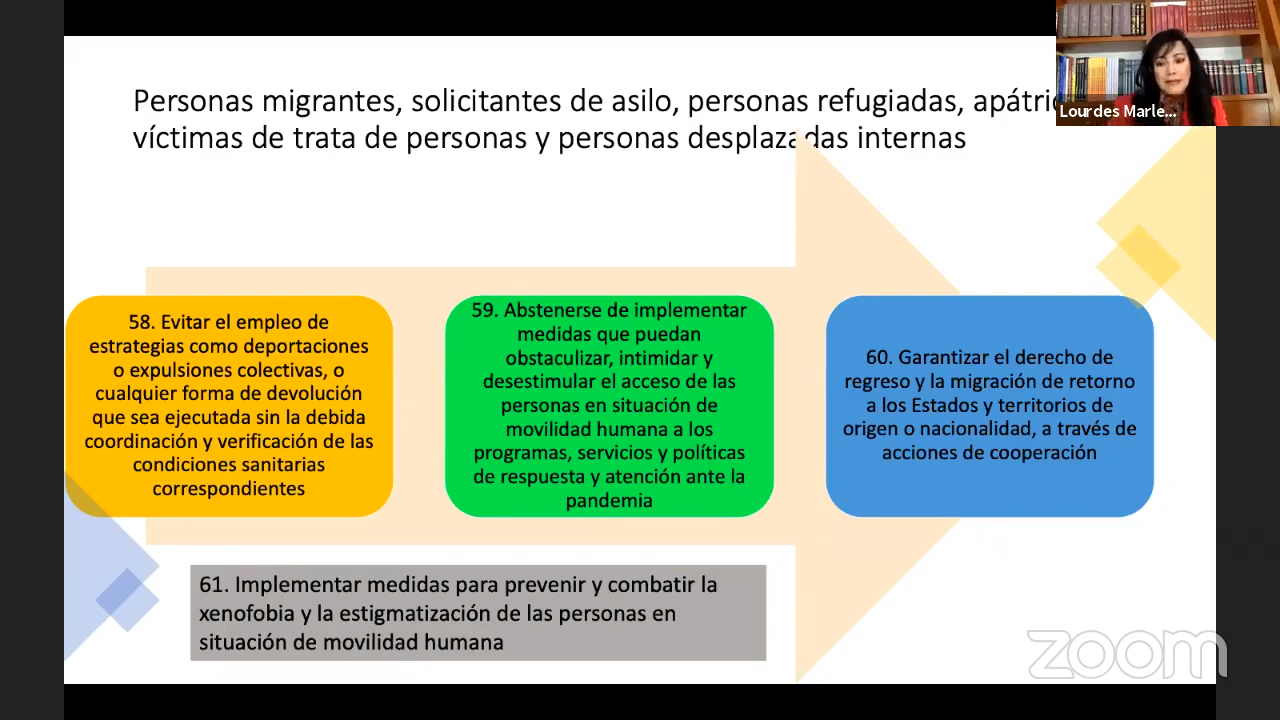 Personas migrantes, solicitantes de asilo, personas refugiadas,
víctimas de trata de personas y personas desplazadas internas
Lourdes Marle...
58. Evitar el empleo de
estrategias como deportaciones
o expulsiones colectivas, o
cualquier forma de devolución
que sea ejecutada sin la debida
coordinación y verificación de las
condiciones sanitarias
correspondientes
59. Abstenerse de implementar
medidas que puedan
obstaculizar, intimidar y
desestimular el acceso de las
personas en situación de
movilidad humana a los
programas, servicios y políticas
de respuesta y atención ante la
pandemia
60. Garantizar el derecho de
regreso y la migración de retorno
a los Estados y territorios de
origen o nacionalidad, a través de
acciones de cooperación
61. Implementar medidas para prevenir y combatir la
xenofobia y la estigmatización de las personas en
situación de movilidad humana
zoom